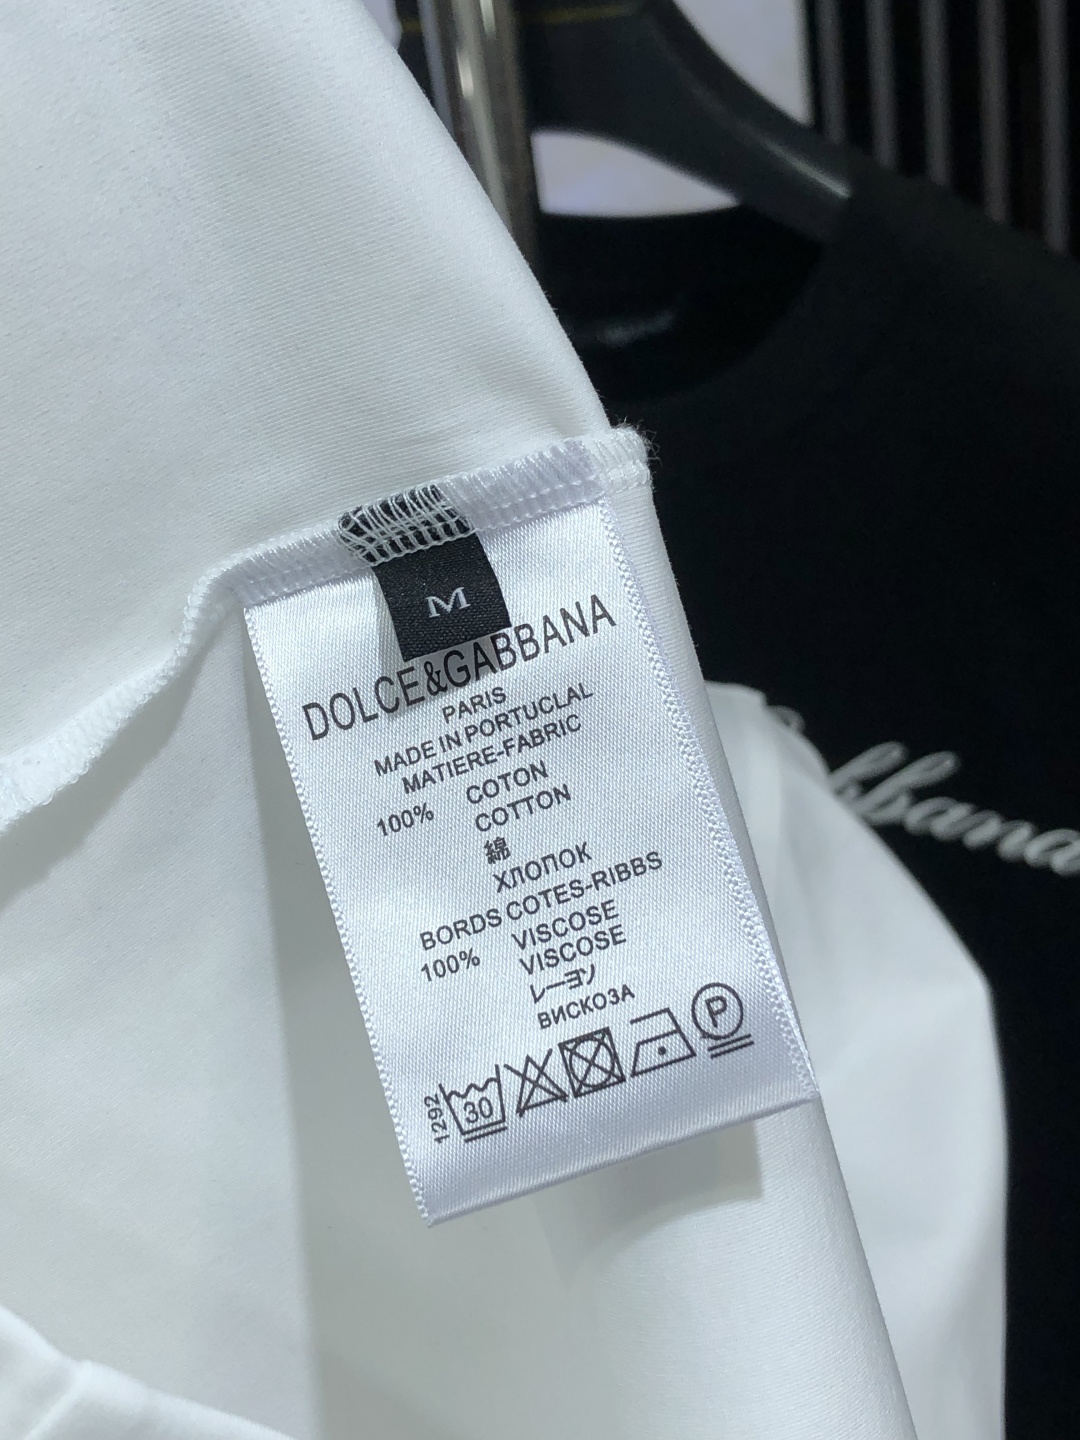 M
DOLCE&GABBANA
PARIS
MADE IN PORTUCLAL
MATIERE-FABRIC
100% COTON
COTTON
綿
ХЛОПОК
BORDS COTES-RIBBS
100% VISCOSE
VISCOSE
レーヨン
ВИСКОЗА
1292 30 P